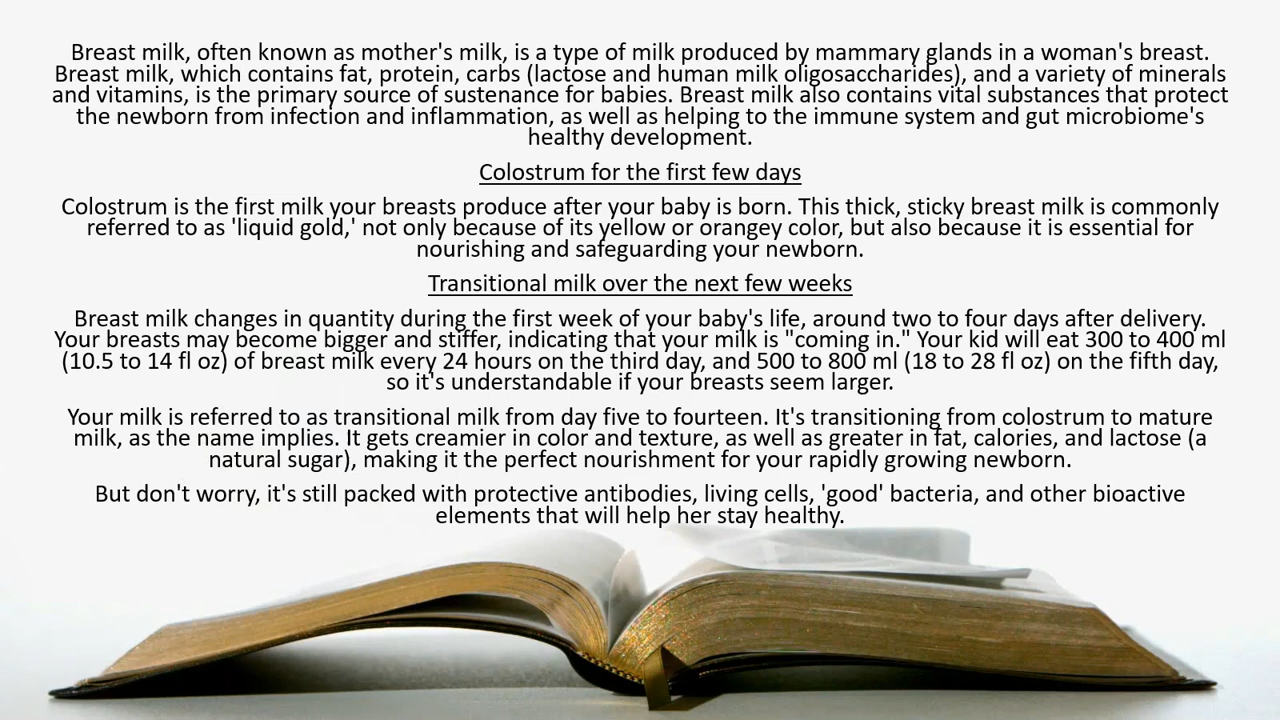 Breast milk, often known as mother's milk, is a type of milk produced by mammary glands in a woman's breast.
Breast milk, which contains fat, protein, carbs (lactose and human milk oligosaccharides), and a variety of minerals
and vitamins, is the primary source of sustenance for babies. Breast milk also contains vital substances that protect
the newborn from infection and inflammation, as well as helping to the immune system and gut microbiome's
healthy development.
Colostrum for the first few days
Colostrum is the first milk your breasts produce after your baby is born. This thick, sticky breast milk is commonly
referred to as 'liquid gold,' not only because of its yellow or orangey color, but also because it is essential for
nourishing and safeguarding your newborn.
Transitional milk over the next few weeks
Breast milk changes in quantity during the first week of your baby's life, around two to four days after delivery.
Your breasts may become bigger and stiffer, indicating that your milk is "coming in." Your kid will eat 300 to 400 ml
(10.5 to 14 fl oz) of breast milk every 24 hours on the third day, and 500 to 800 ml (18 to 28 fl oz) on the fifth day,
so it's understandable if your breasts seem larger.
Your milk is referred to as transitional milk from day five to fourteen. It's transitioning from colostrum to mature
milk, as the name implies. It gets creamier in color and texture, as well as greater in fat, calories, and lactose (a
natural sugar), making it the perfect nourishment for your rapidly growing newborn.
But don't worry, it's still packed with protective antibodies, living cells, 'good' bacteria, and other bioactive
elements that will help her stay healthy.